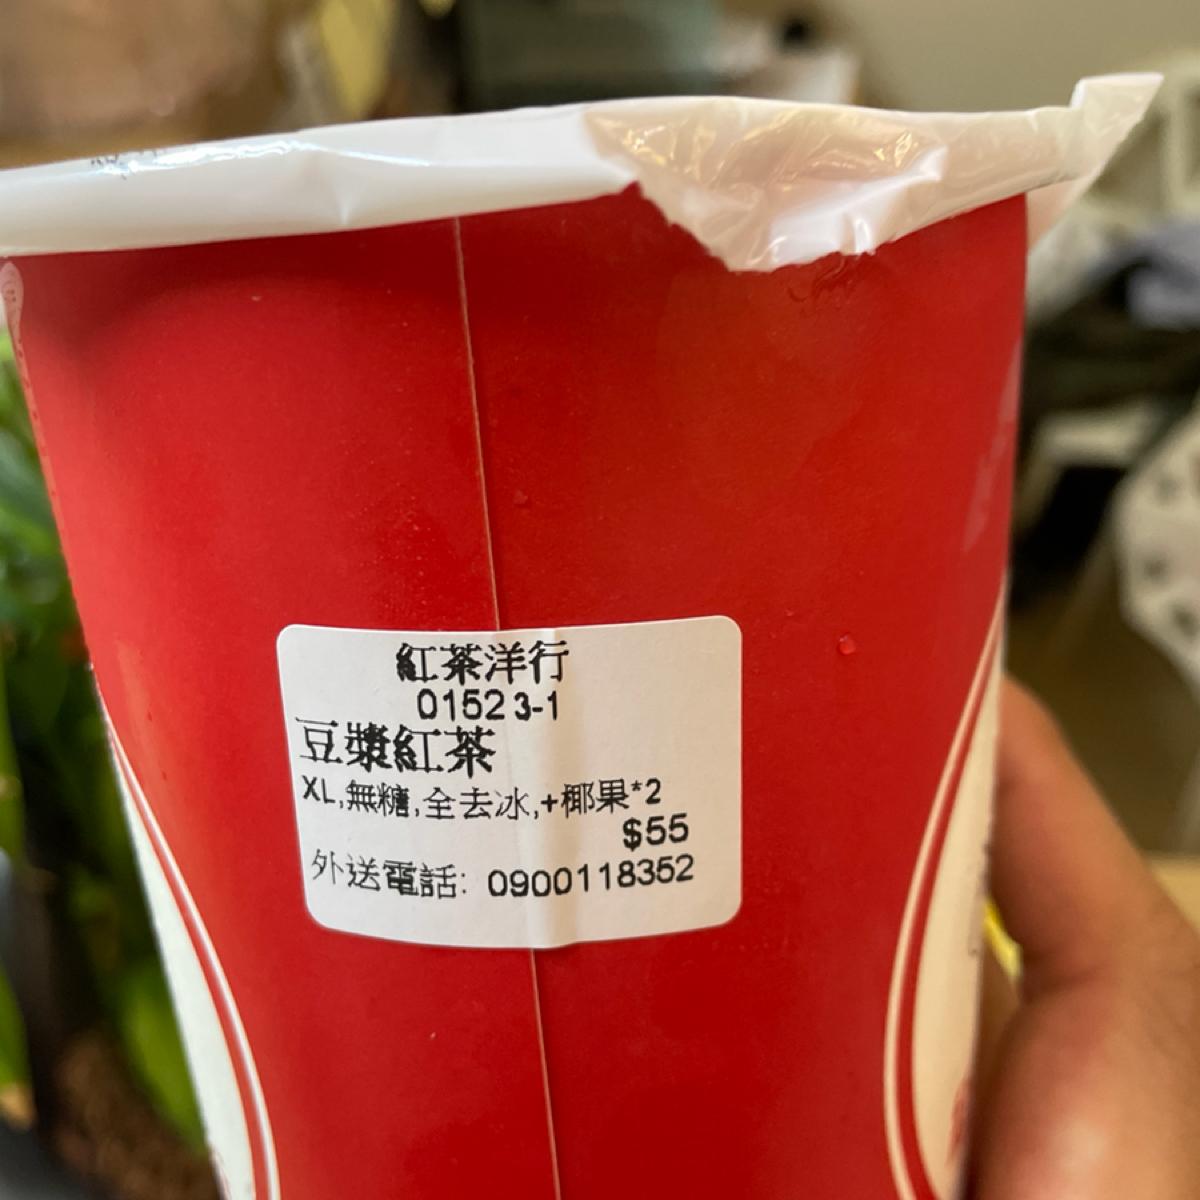 紅茶洋行
01523-1
豆漿紅茶
XL,無糖,全去冰,+椰果*2
$55
外送電話: 0900118352